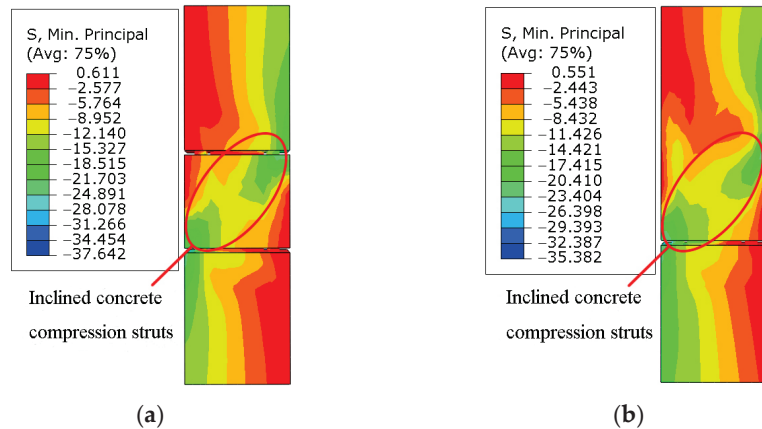 S, Min. Principal
(Avg: 75%)
0.611
−2.577
−5.764
−8.952
−12.140
−15.327
−18.515
−21.703
−24.891
−28.078
−31.266
−34.454
−37.642
Inclined concrete
compression struts
(a)
S, Min. Principal
(Avg: 75%)
0.551
−2.443
−5.438
−8.432
−11.426
−14.421
−17.415
−20.410
−23.404
−26.398
−29.393
−32.387
−35.382
Inclined concrete
compression struts
(b)